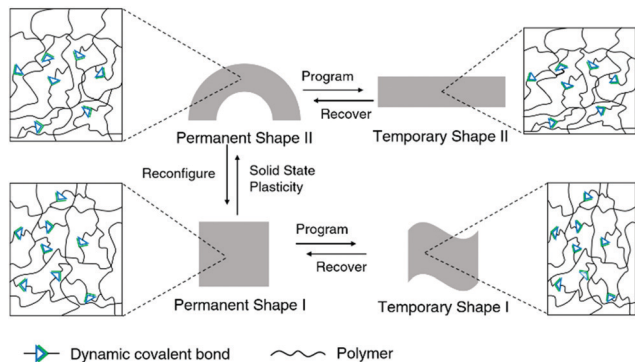 Program
Recover
Permanent Shape II
Temporary Shape II
Reconfigure
Solid State
Plasticity
Program
Recover
Permanent Shape I
Temporary Shape I
Dynamic covalent bond
Polymer